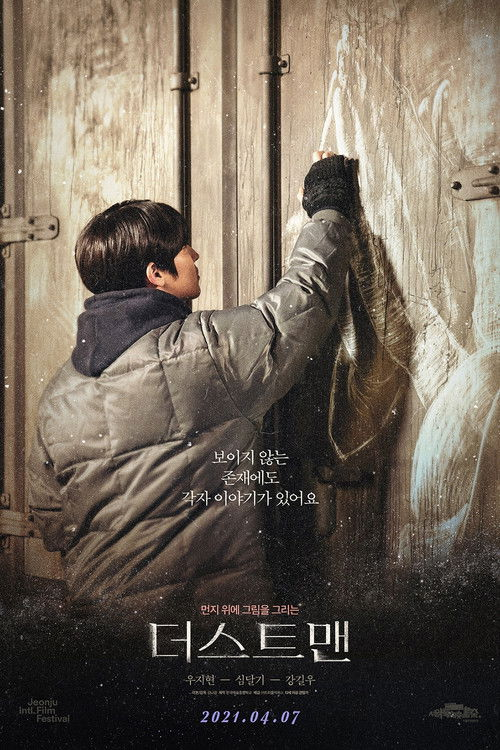 보이지 않는
존재에도
각자 이야기가 있어요
먼지 위에 그림을 그리는
더스트맨
우지현 — 심달기 — 강길우
2021.04.07
Jeonju
Intl. Film
Festival